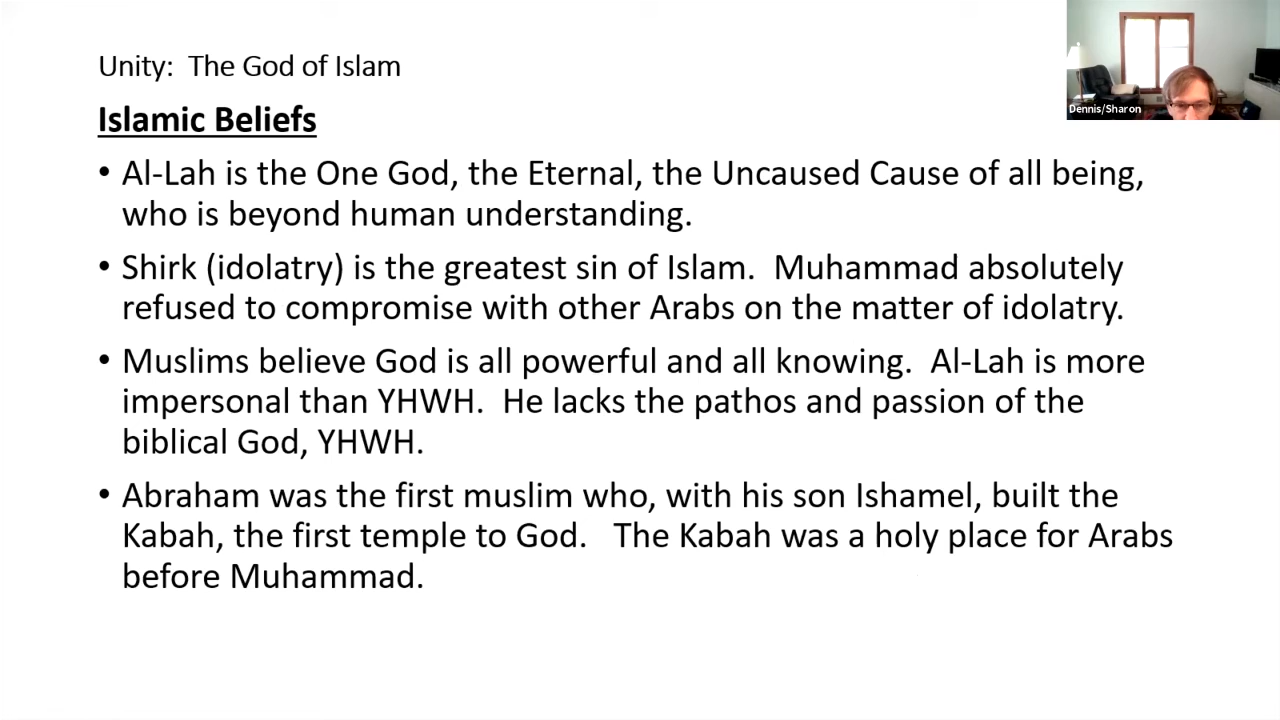 Unity: The God of Islam
Islamic Beliefs
• Al-Lah is the One God, the Eternal, the Uncaused Cause of all being,
who is beyond human understanding.
• Shirk (idolatry) is the greatest sin of Islam. Muhammad absolutely
refused to compromise with other Arabs on the matter of idolatry.
• Muslims believe God is all powerful and all knowing. Al-Lah is more
impersonal than YHWH. He lacks the pathos and passion of the
biblical God, YHWH.
• Abraham was the first muslim who, with his son Ishamel, built the
Kabah, the first temple to God. The Kabah was a holy place for Arabs
before Muhammad.
Dennis/Sharon